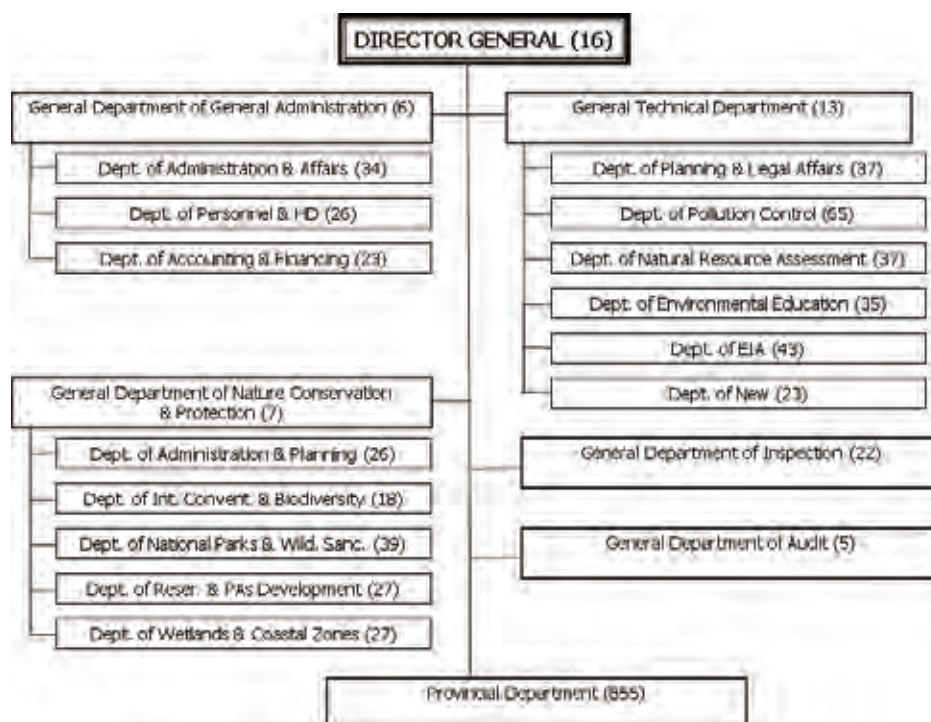 DIRECTOR GENERAL (16)
General Department of General Administration (6)
Dept. of Administration & Affairs (34)
Dept. of Personnel & HD (26)
Dept. of Accounting & Financing (23)
General Technical Department (13)
Dept. of Planning & Legal Affairs (37)
Dept. of Pollution Control (65)
Dept. of Natural Resource Assessment (37)
Dept. of Environmental Education (35)
Dept. of EIA (43)
Dept. of New (23)
General Department of Nature Conservation
& Protection (7)
Dept. of Administration & Planning (26)
Dept. of Int. Convent. & Biodiversity (18)
Dept. of National Parks & Wild. Sanc. (39)
Dept. of Reser. & PAs Development (27)
Dept. of Wetlands & Coastal Zones (27)
General Department of Inspection (22)
General Department of Audit (5)
Provincial Department (855)